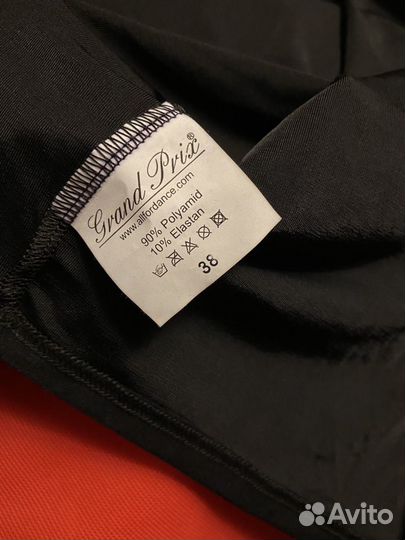 Grand Prix®
www.allfordance.com
90% Polyamid
10% Elastan
38
Avito